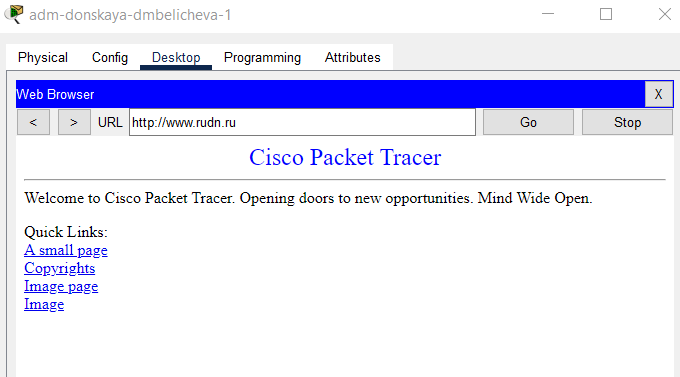 adm-donskaya-dmbelicheva-1
Physical Config Desktop Programming Attributes
Web Browser X
< > URL http://www.rudn.ru Go Stop
Cisco Packet Tracer
Welcome to Cisco Packet Tracer. Opening doors to new opportunities. Mind Wide Open.
Quick Links:
A small page
Copyrights
Image page
Image